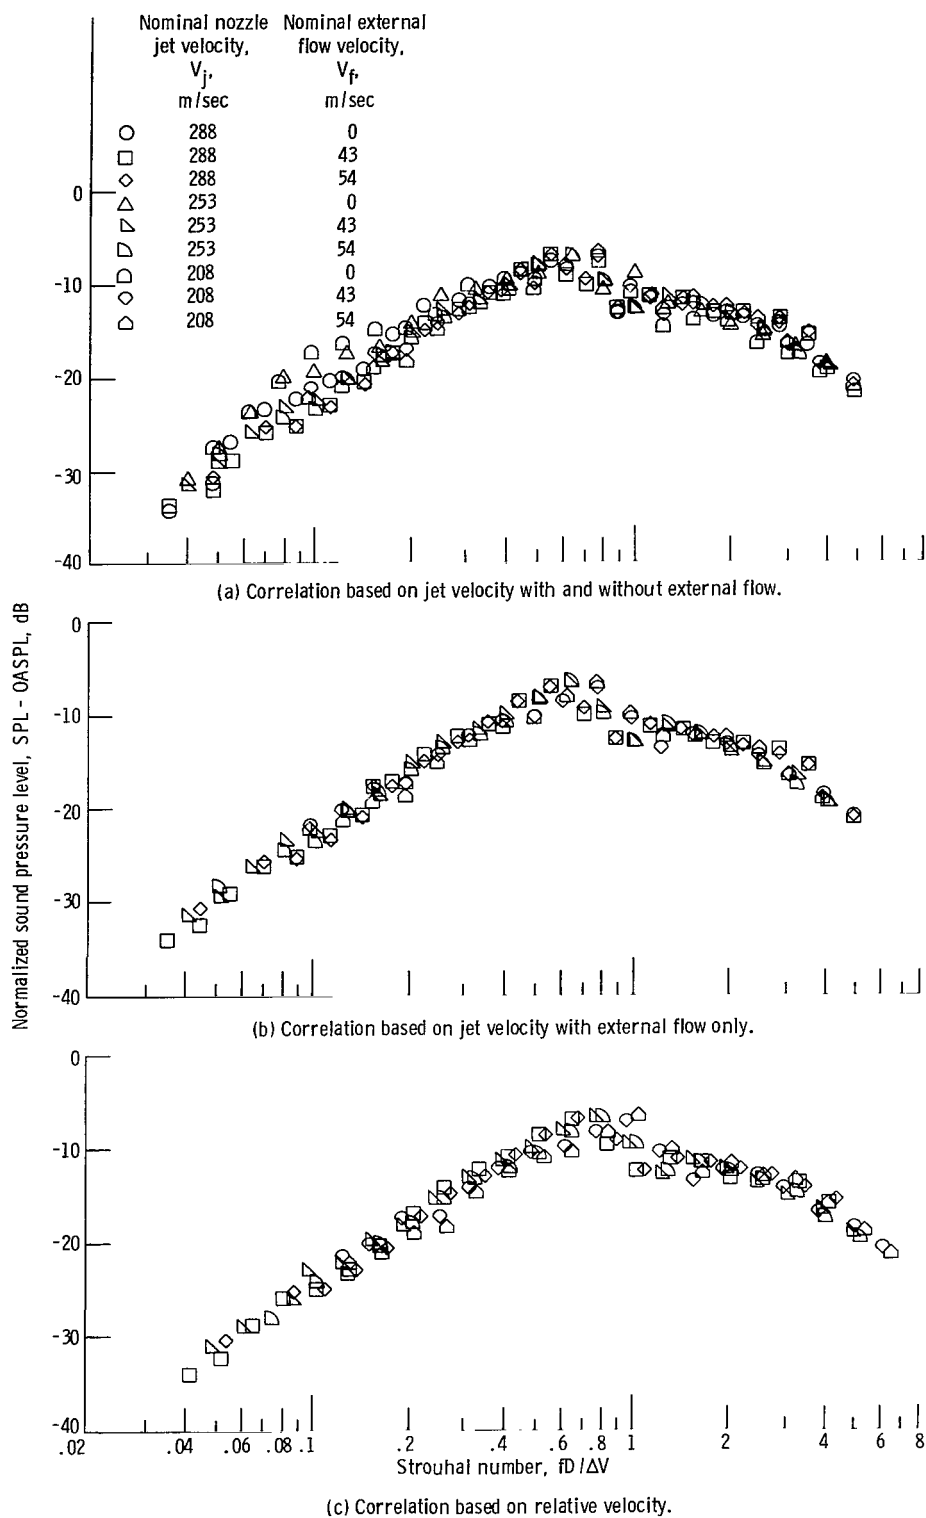 Nominal nozzle Nominal external
jet velocity, flow velocity,
Vj, Vf,
m/sec m/sec
288 0
288 43
288 54
253 0
253 43
253 54
208 0
208 43
208 54
0
-10
-20
-30
-40
(a) Correlation based on jet velocity with and without external flow.
Normalized sound pressure level, SPL - OASPL, dB
0
-10
-20
-30
-40
(b) Correlation based on jet velocity with external flow only.
0
-10
-20
-30
-40
.02 .04 .06 .08 .1 .2 .4 .6 .8 1 2 4 6 8
Strouhal number, fD/ΔV
(c) Correlation based on relative velocity.